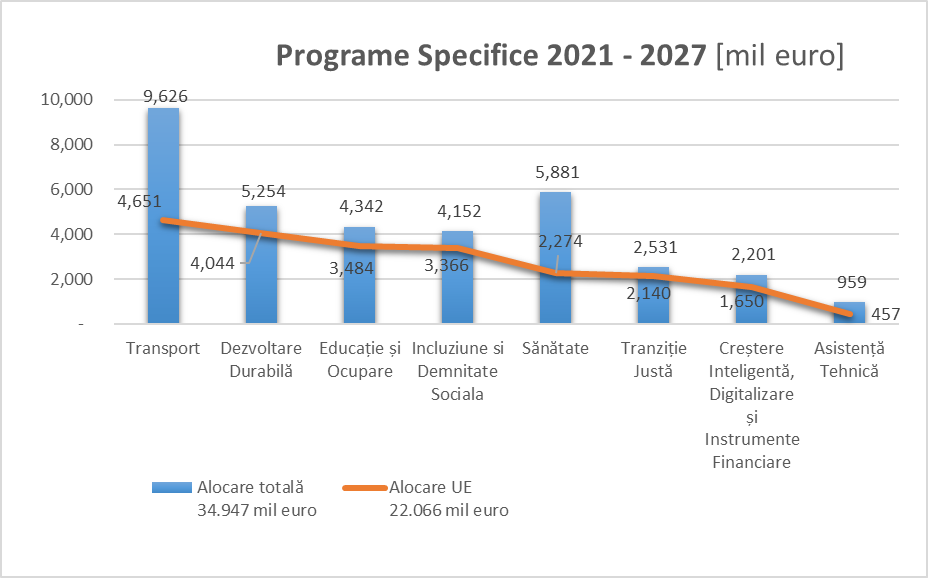 Programe Specifice 2021 - 2027 [mil euro]
10,000
8,000
6,000
4,000
2,000
-
9,626
5,254
4,342
4,152
5,881
2,531
2,201
959
4,651
4,044
3,484
3,366
2,274
2,140
1,650
457
Transport
Dezvoltare
Durabilă
Educație și
Ocupare
Incluziune si
Demnitate
Sociala
Sănătate
Tranziție
Justă
Creștere
Inteligentă,
Digitalizare
și
Instrumente
Financiare
Asistență
Tehnică
Alocare totală
34.947 mil euro
Alocare UE
22.066 mil euro